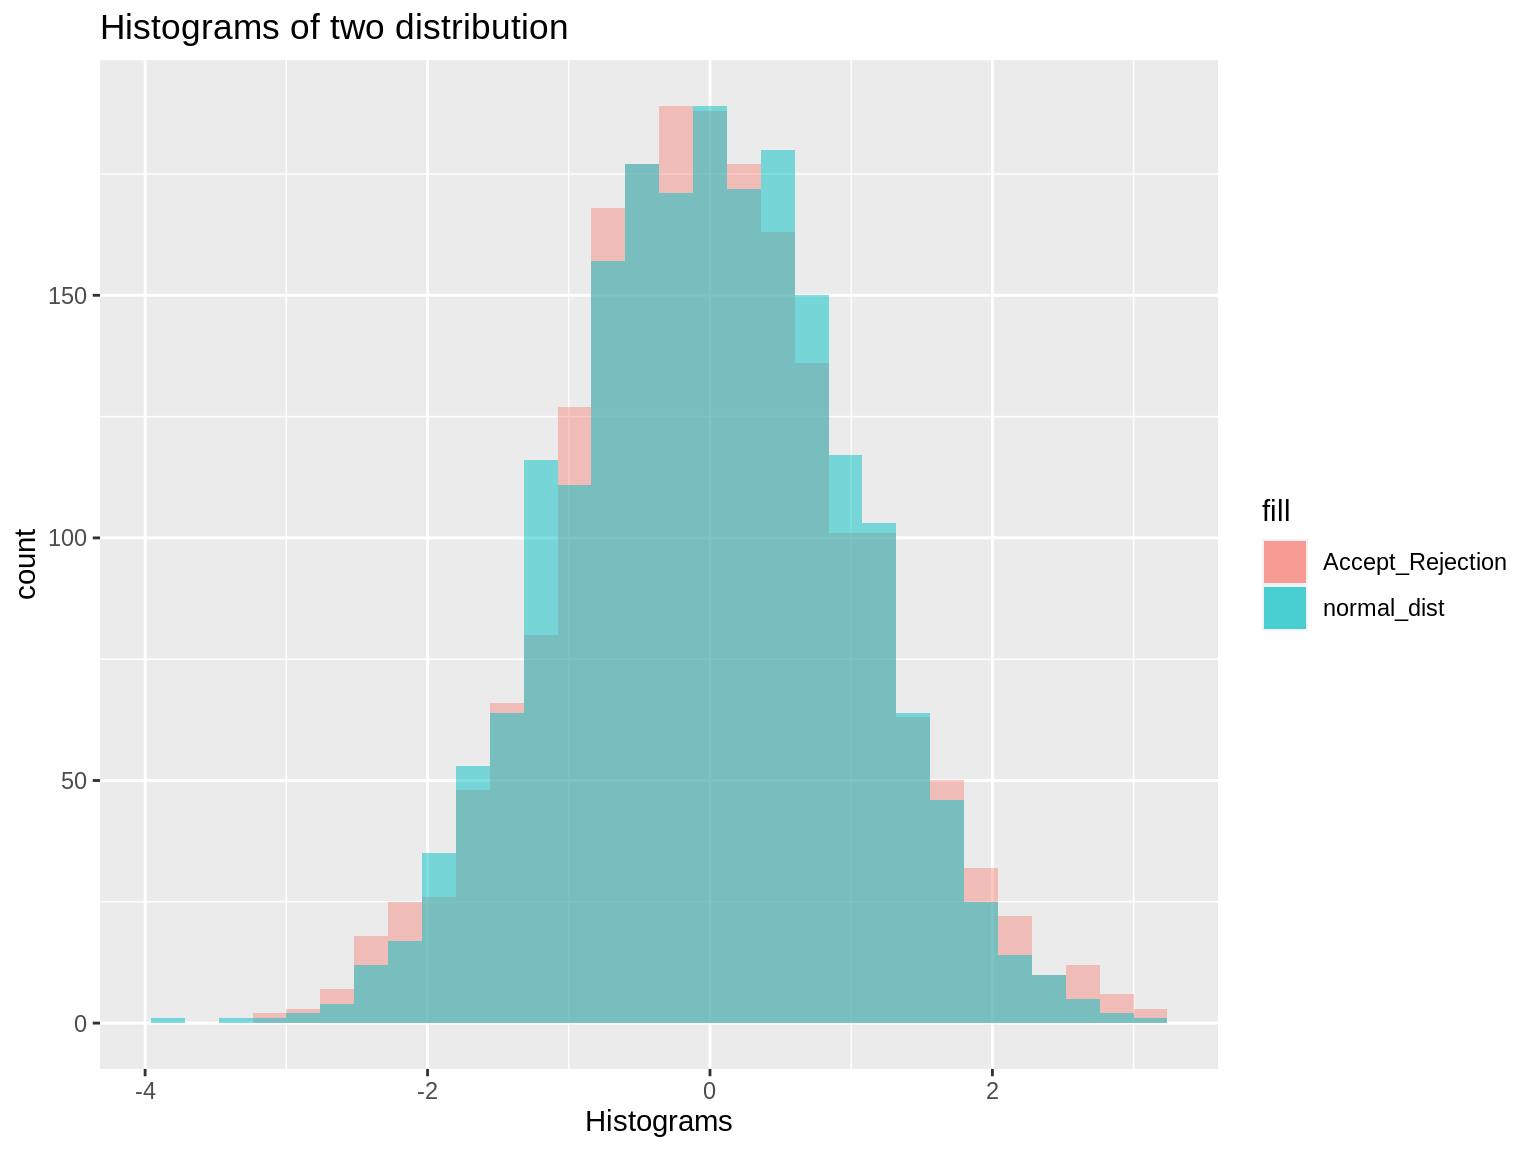 Histograms of two distribution
150
100
50
0
count
-4
-2
0
2
Histograms
fill
Accept_Rejection
normal_dist